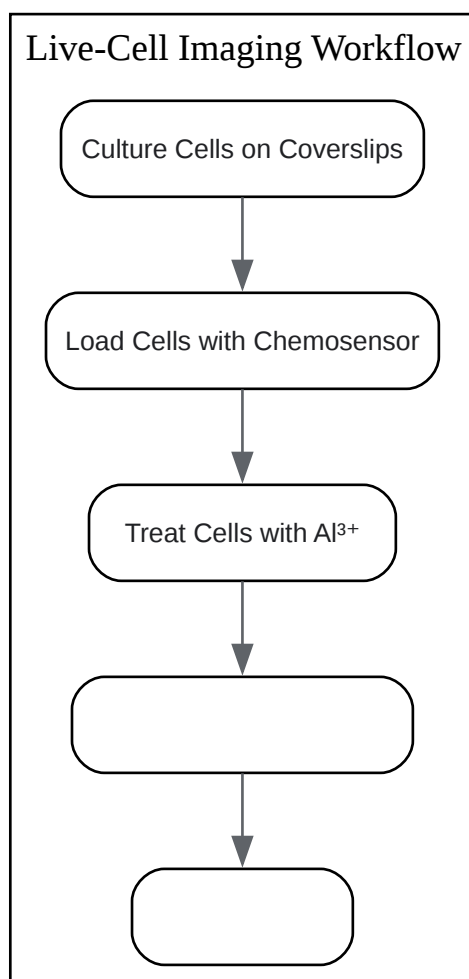 Live-Cell Imaging Workflow
Culture Cells on Coverslips
Load Cells with Chemosensor
Treat Cells with Al³⁺